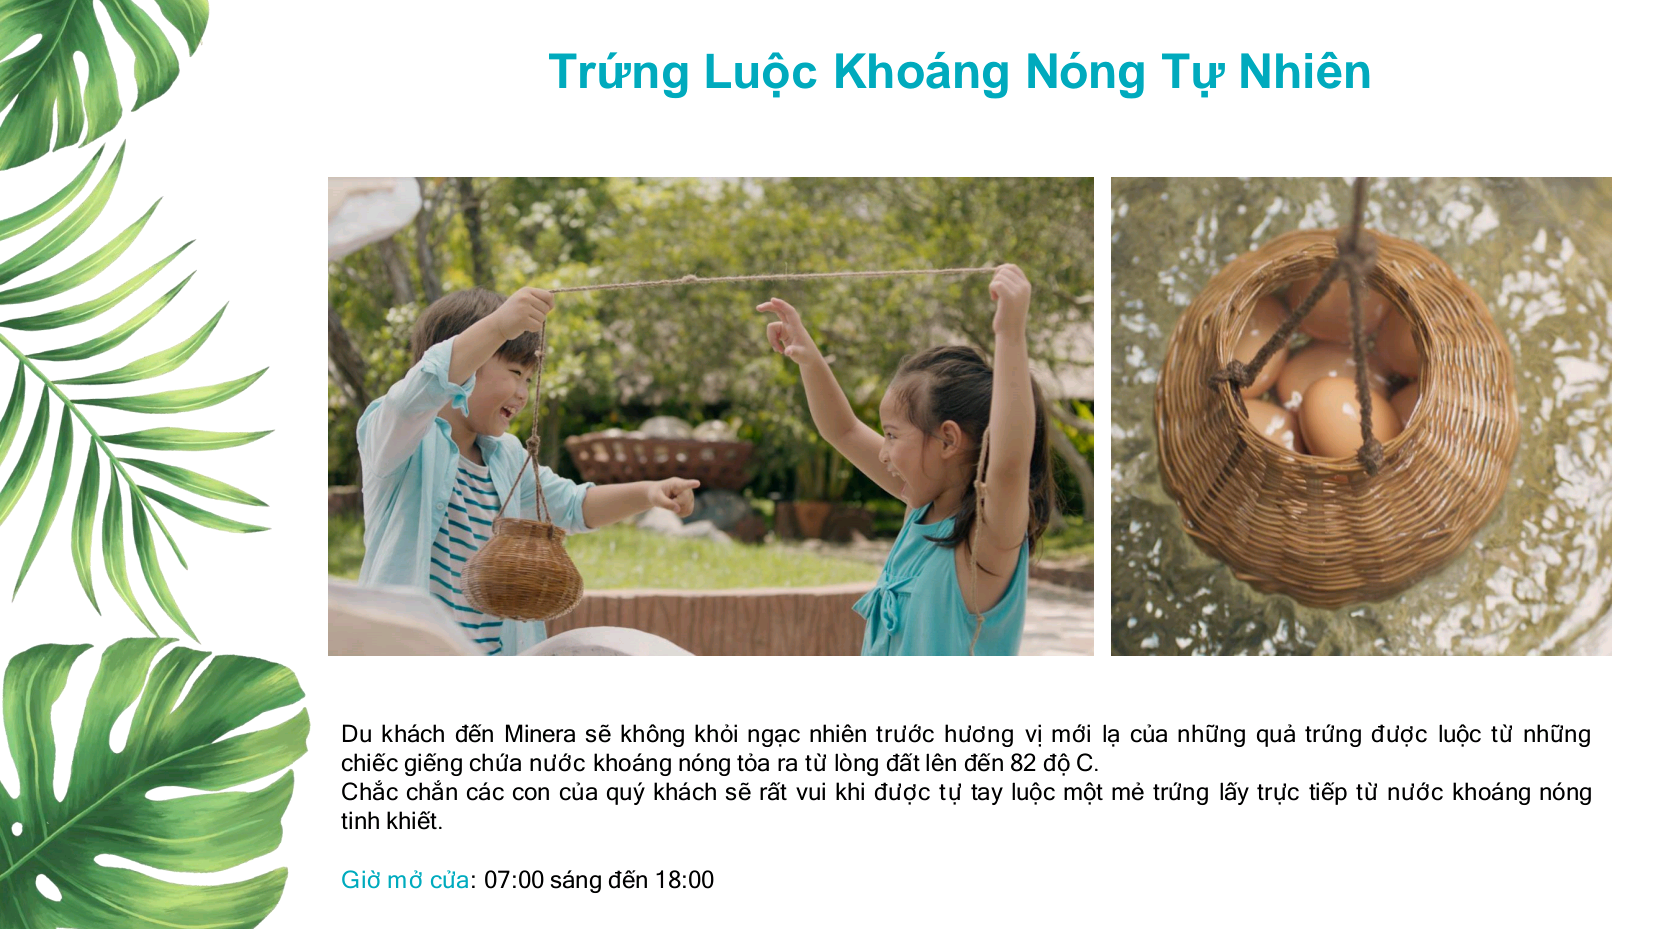 Trứng Luộc Khoáng Nóng Tự Nhiên
Du khách đến Minera sẽ không khỏi ngạc nhiên trước hương vị mới lạ của những quả trứng được luộc từ những
chiếc giếng chứa nước khoáng nóng tỏa ra từ lòng đất lên đến 82 độ C.
Chắc chắn các con của quý khách sẽ rất vui khi được tự tay luộc một mẻ trứng lấy trực tiếp từ nước khoáng nóng
tinh khiết.
Giờ mở cửa: 07:00 sáng đến 18:00